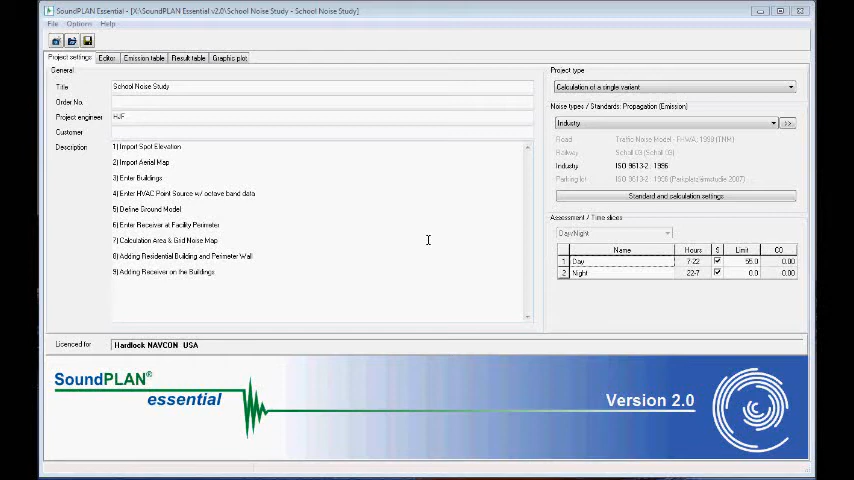 SoundPLAN Essential - [X:\SoundPLAN Essential v2.0\School Noise Study - School Noise Study]
File Options Help
Project settings Editor Emission table Result table Graphic plot
General
Title School Noise Study
Order No.
Project engineer HJF
Customer
Description 1) Import Spot Elevation
2) Import Aerial Map
3) Enter Buildings
4) Enter HVAC Point Source w/ octave band data
5) Define Ground Model
6) Enter Receiver at Facility Perimeter
7) Calculation Area & Grid Noise Map
8) Adding Residential Building and Perimeter Wall
9) Adding Receiver on the Buildings
Project type
Calculation of a single variant
Noise types / Standards: Propagation (Emission)
Industry >>
Road Traffic Noise Model - FHWA, 1998 (TNM)
Railway Schall 03 (Schall 03)
Industry ISO 9613-2 : 1996
Parking lot ISO 9613-2 : 1996 (Parkplatzlärmstudie 2007)
Standard and calculation settings
Assessment / Time slices
Day/Night
Name Hours S Limit C0
1 Day 7-22 55.0 0.00
2 Night 22-7 0.0 0.00
Licenced for Hardlock NAVCON USA
SoundPLAN®
essential
Version 2.0